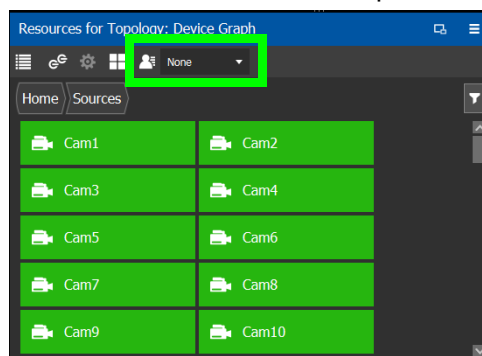 Resources for Topology: Device Graph
None
Home Sources
Cam1 Cam2
Cam3 Cam4
Cam5 Cam6
Cam7 Cam8
Cam9 Cam10